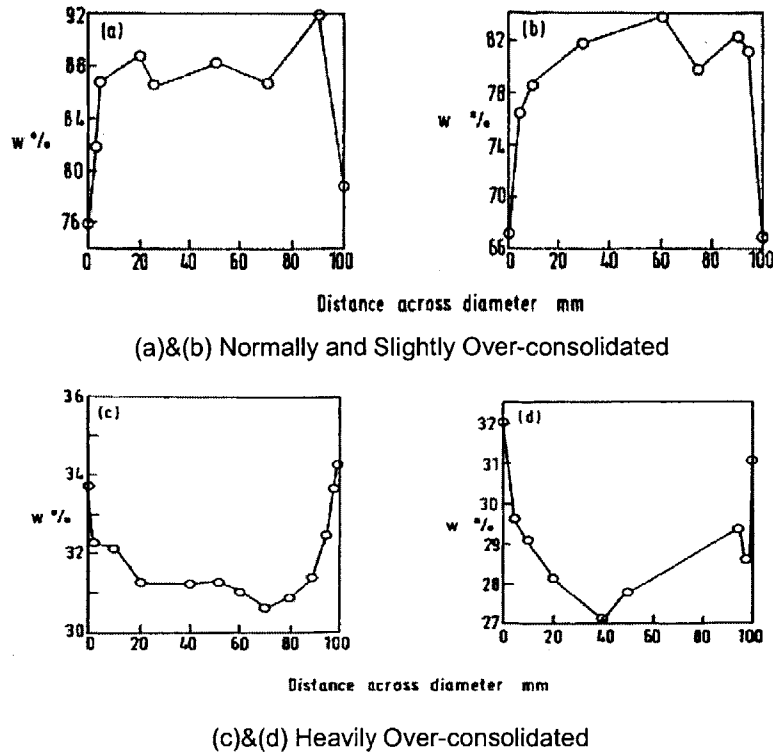 92
88
84
80
76
(a)
w %
0 20 40 60 80 100
82
78
74
70
66
(b)
w %
0 20 40 60 80 100
Distance across diameter mm
(a)&(b) Normally and Slightly Over-consolidated
36
34
32
31
30
(c)
w %
0 20 40 60 80 100
32
31
30
29
28
27
(d)
w %
0 20 40 60 80 100
Distance across diameter mm
(c)&(d) Heavily Over-consolidated